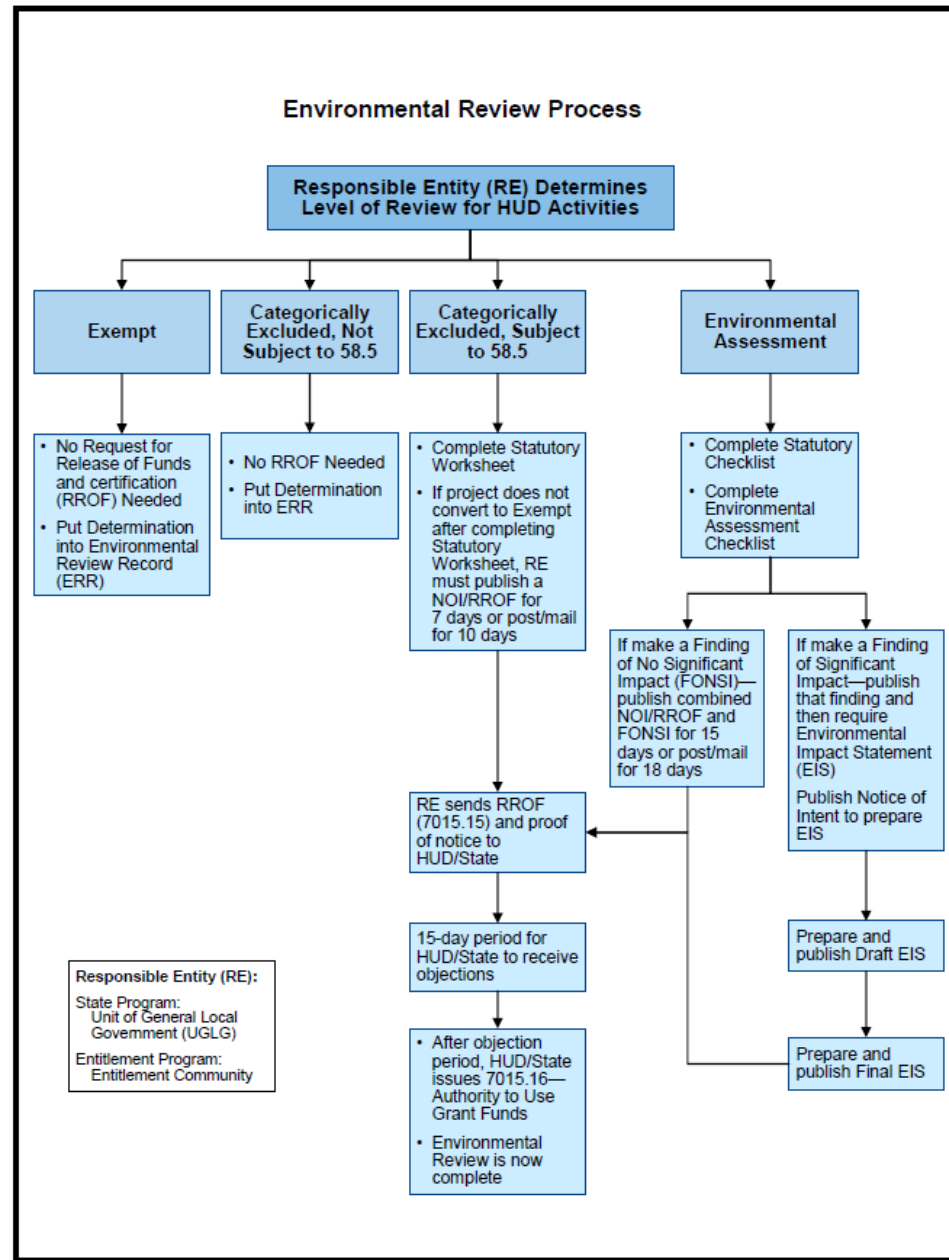 Environmental Review Process
Responsible Entity (RE) Determines
Level of Review for HUD Activities
Exempt
Categorically
Excluded, Not
Subject to 58.5
Categorically
Excluded, Subject
to 58.5
Environmental
Assessment
• No Request for
Release of Funds
and certification
(RROF) Needed
• Put Determination
into Environmental
Review Record
(ERR)
• No RROF Needed
• Put Determination
into ERR
• Complete Statutory
Worksheet
• If project does not
convert to Exempt
after completing
Statutory
Worksheet, RE
must publish a
NOI/RROF for
7 days or post/mail
for 10 days
• Complete Statutory
Checklist
• Complete
Environmental
Assessment
Checklist
If make a Finding
of No Significant
Impact (FONSI)—
publish combined
NOI/RROF and
FONSI for 15
days or post/mail
for 18 days
If make a Finding
of Significant
Impact—publish
that finding and
then require
Environmental
Impact Statement
(EIS)
Publish Notice of
Intent to prepare
EIS
RE sends RROF
(7015.15) and proof
of notice to
HUD/State
15-day period for
HUD/State to receive
objections
Prepare and
publish Draft EIS
Responsible Entity (RE):
State Program:
Unit of General Local
Government (UGLG)
Entitlement Program:
Entitlement Community
• After objection
period, HUD/State
issues 7015.16—
Authority to Use
Grant Funds
• Environmental
Review is now
complete
Prepare and
publish Final EIS